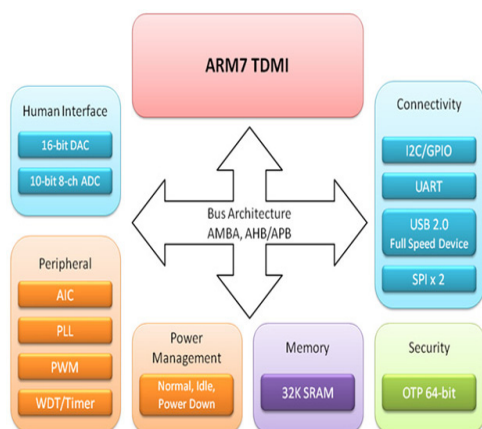 ARM7 TDMI
Human Interface
16-bit DAC
10-bit 8-ch ADC
Connectivity
I2C/GPIO
UART
USB 2.0
Full Speed Device
SPI x 2
Bus Architecture
AMBA, AHB/APB
Peripheral
AIC
PLL
PWM
WDT/Timer
Power
Management
Normal, Idle,
Power Down
Memory
32K SRAM
Security
OTP 64-bit